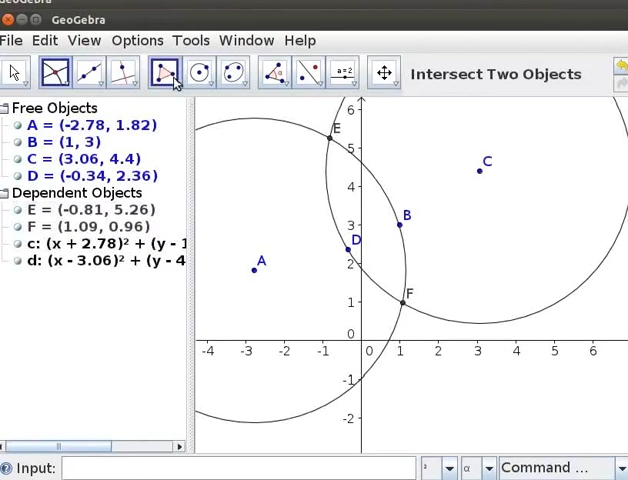 GeoGebra
File Edit View Options Tools Window Help
a=2
Intersect Two Objects
Free Objects
A = (-2.78, 1.82)
B = (1, 3)
C = (3.06, 4.4)
D = (-0.34, 2.36)
Dependent Objects
E = (-0.81, 5.26)
F = (1.09, 0.96)
c: (x + 2.78)² + (y - 1
d: (x - 3.06)² + (y - 4
6
E
5
C
4
B
3
D
2
A
F
1
0
-4 -3 -2 -1 0 1 2 3 4 5 6
-1
-2
Input:
² α Command ...